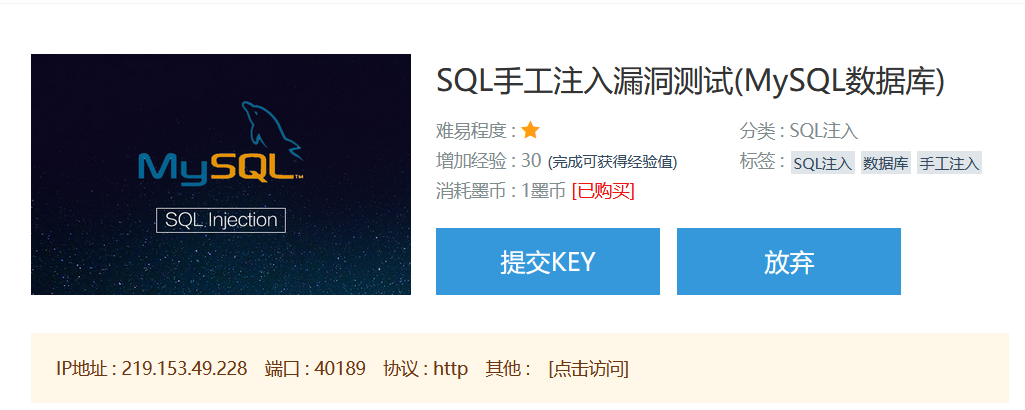 MySQL™
SQL Injection
SQL手工注入漏洞测试(MySQL数据库)
难易程度 : 分类 : SQL注入
增加经验 : 30 (完成可获得经验值) 标签 : SQL注入 数据库 手工注入
消耗墨币 : 1墨币 [已购买]
提交KEY 放弃
IP地址 : 219.153.49.228 端口 : 40189 协议 : http 其他 : [点击访问]